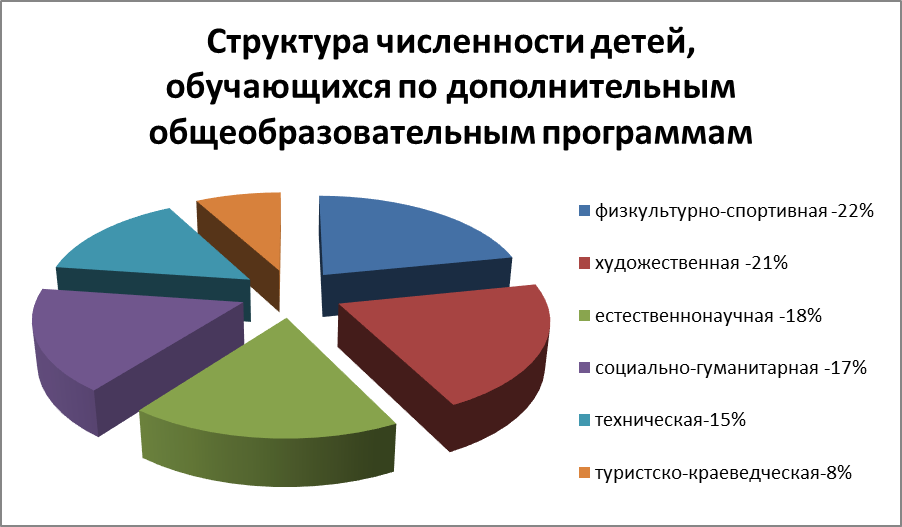 Структура численности детей,
обучающихся по дополнительным
общеобразовательным программам
физкультурно-спортивная -22%
художественная -21%
естественнонаучная -18%
социально-гуманитарная -17%
техническая-15%
туристско-краеведческая-8%